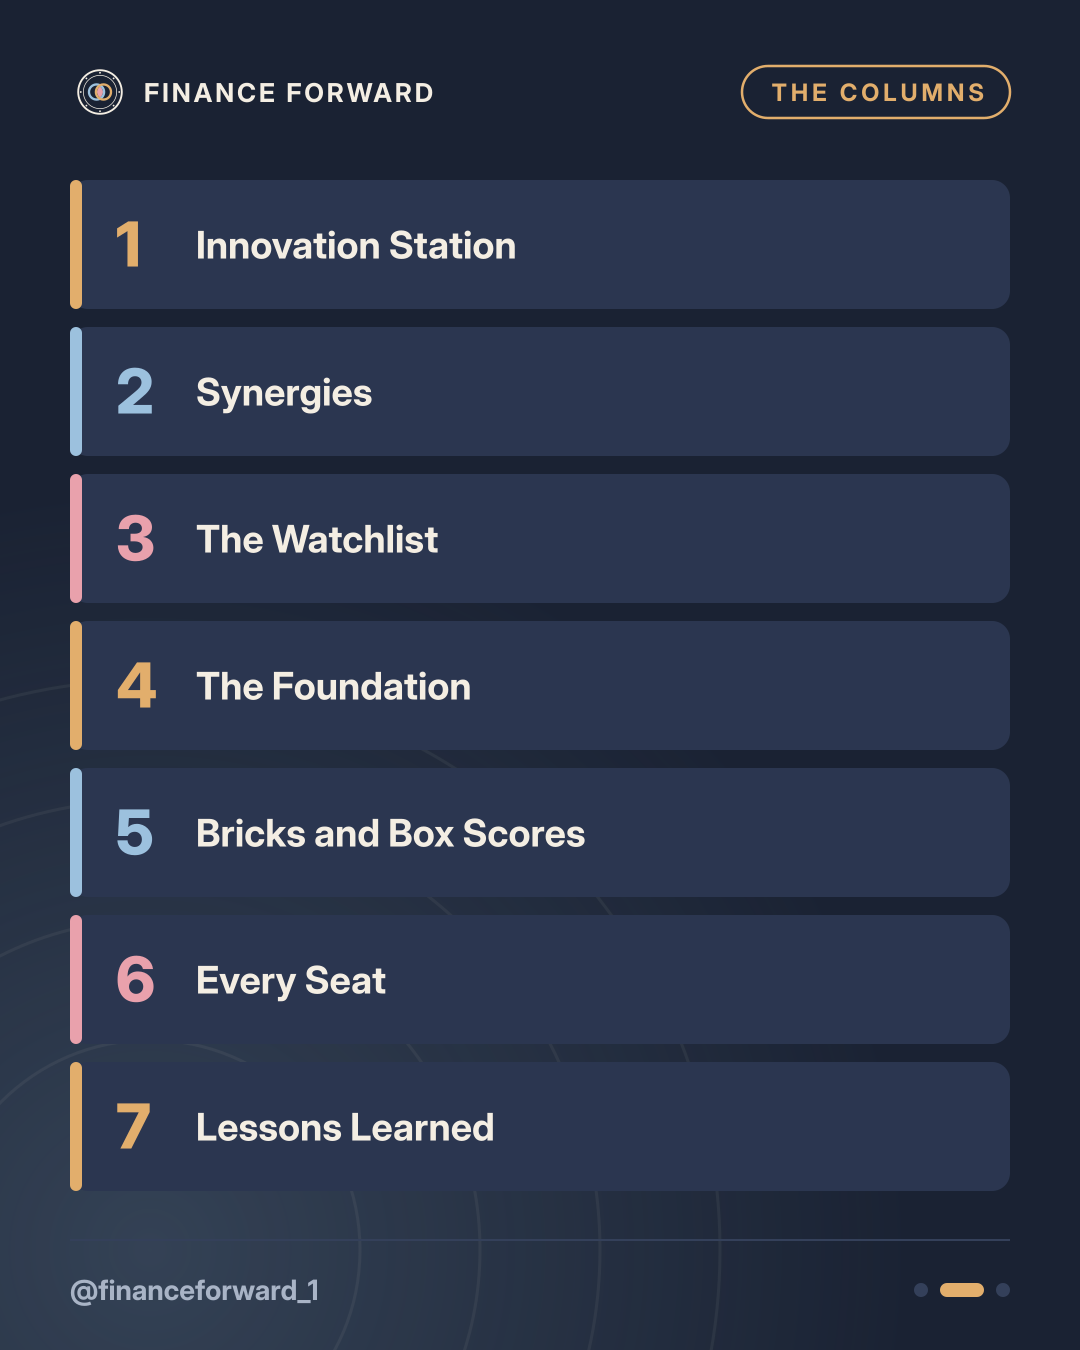 FINANCE FORWARD
THE COLUMNS
1 Innovation Station
2 Synergies
3 The Watchlist
4 The Foundation
5 Bricks and Box Scores
6 Every Seat
7 Lessons Learned
@financeforward_1